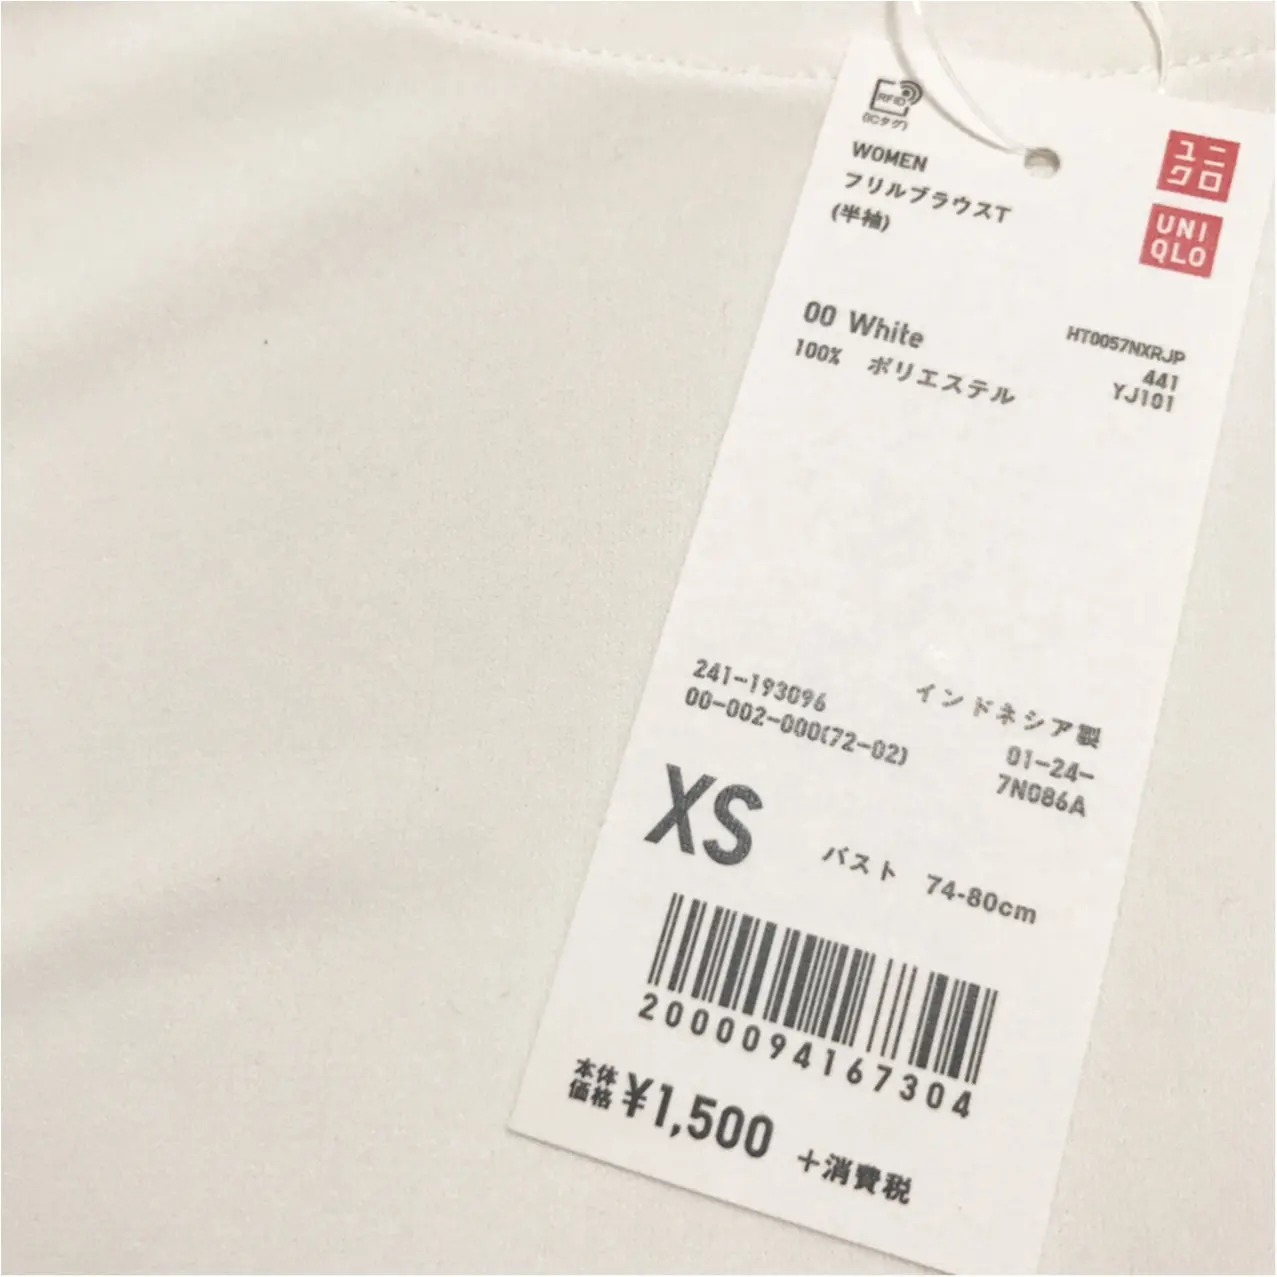 RFID
(ICタグ)
WOMEN
フリルブラウスT
(半袖)
ユニ
クロ
UNI
QLO
00 White
100% ポリエステル
HT0057NXRJP
441
YJ101
241-193096
00-002-000(72-02)
インドネシア製
01-24-
7N086A
XS
バスト 74-80cm
2000094167304
本体
価格
¥1,500 +消費税